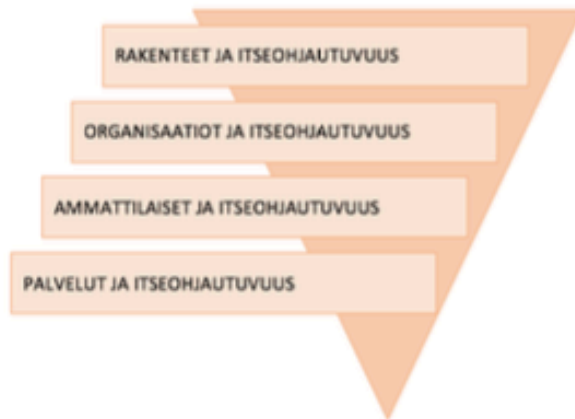 RAKENTEET JA ITSEOHJAUTUVUUS
ORGANISAATIOT JA ITSEOHJAUTUVUUS
AMMATTILAISET JA ITSEOHJAUTUVUUS
PALVELUT JA ITSEOHJAUTUVUUS